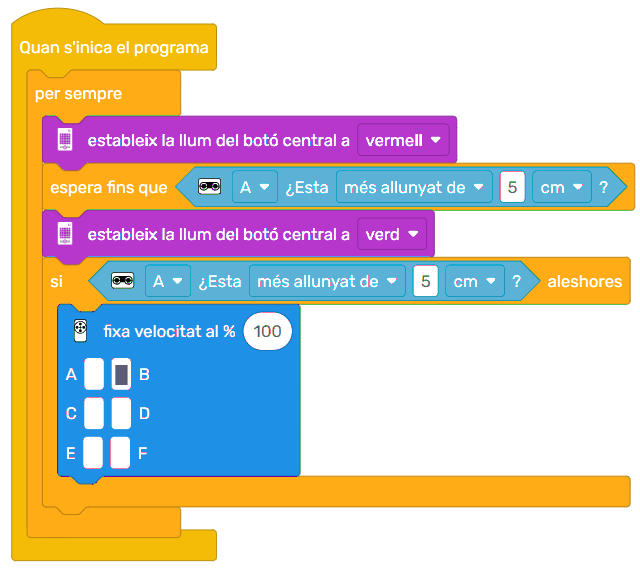 Quan s'inica el programa
per sempre
estableix la llum del botó central a vermell
espera fins que A ¿Esta més allunyat de 5 cm ?
estableix la llum del botó central a verd
si A ¿Esta més allunyat de 5 cm ? aleshores
fixa velocitat al % 100
A B
C D
E F